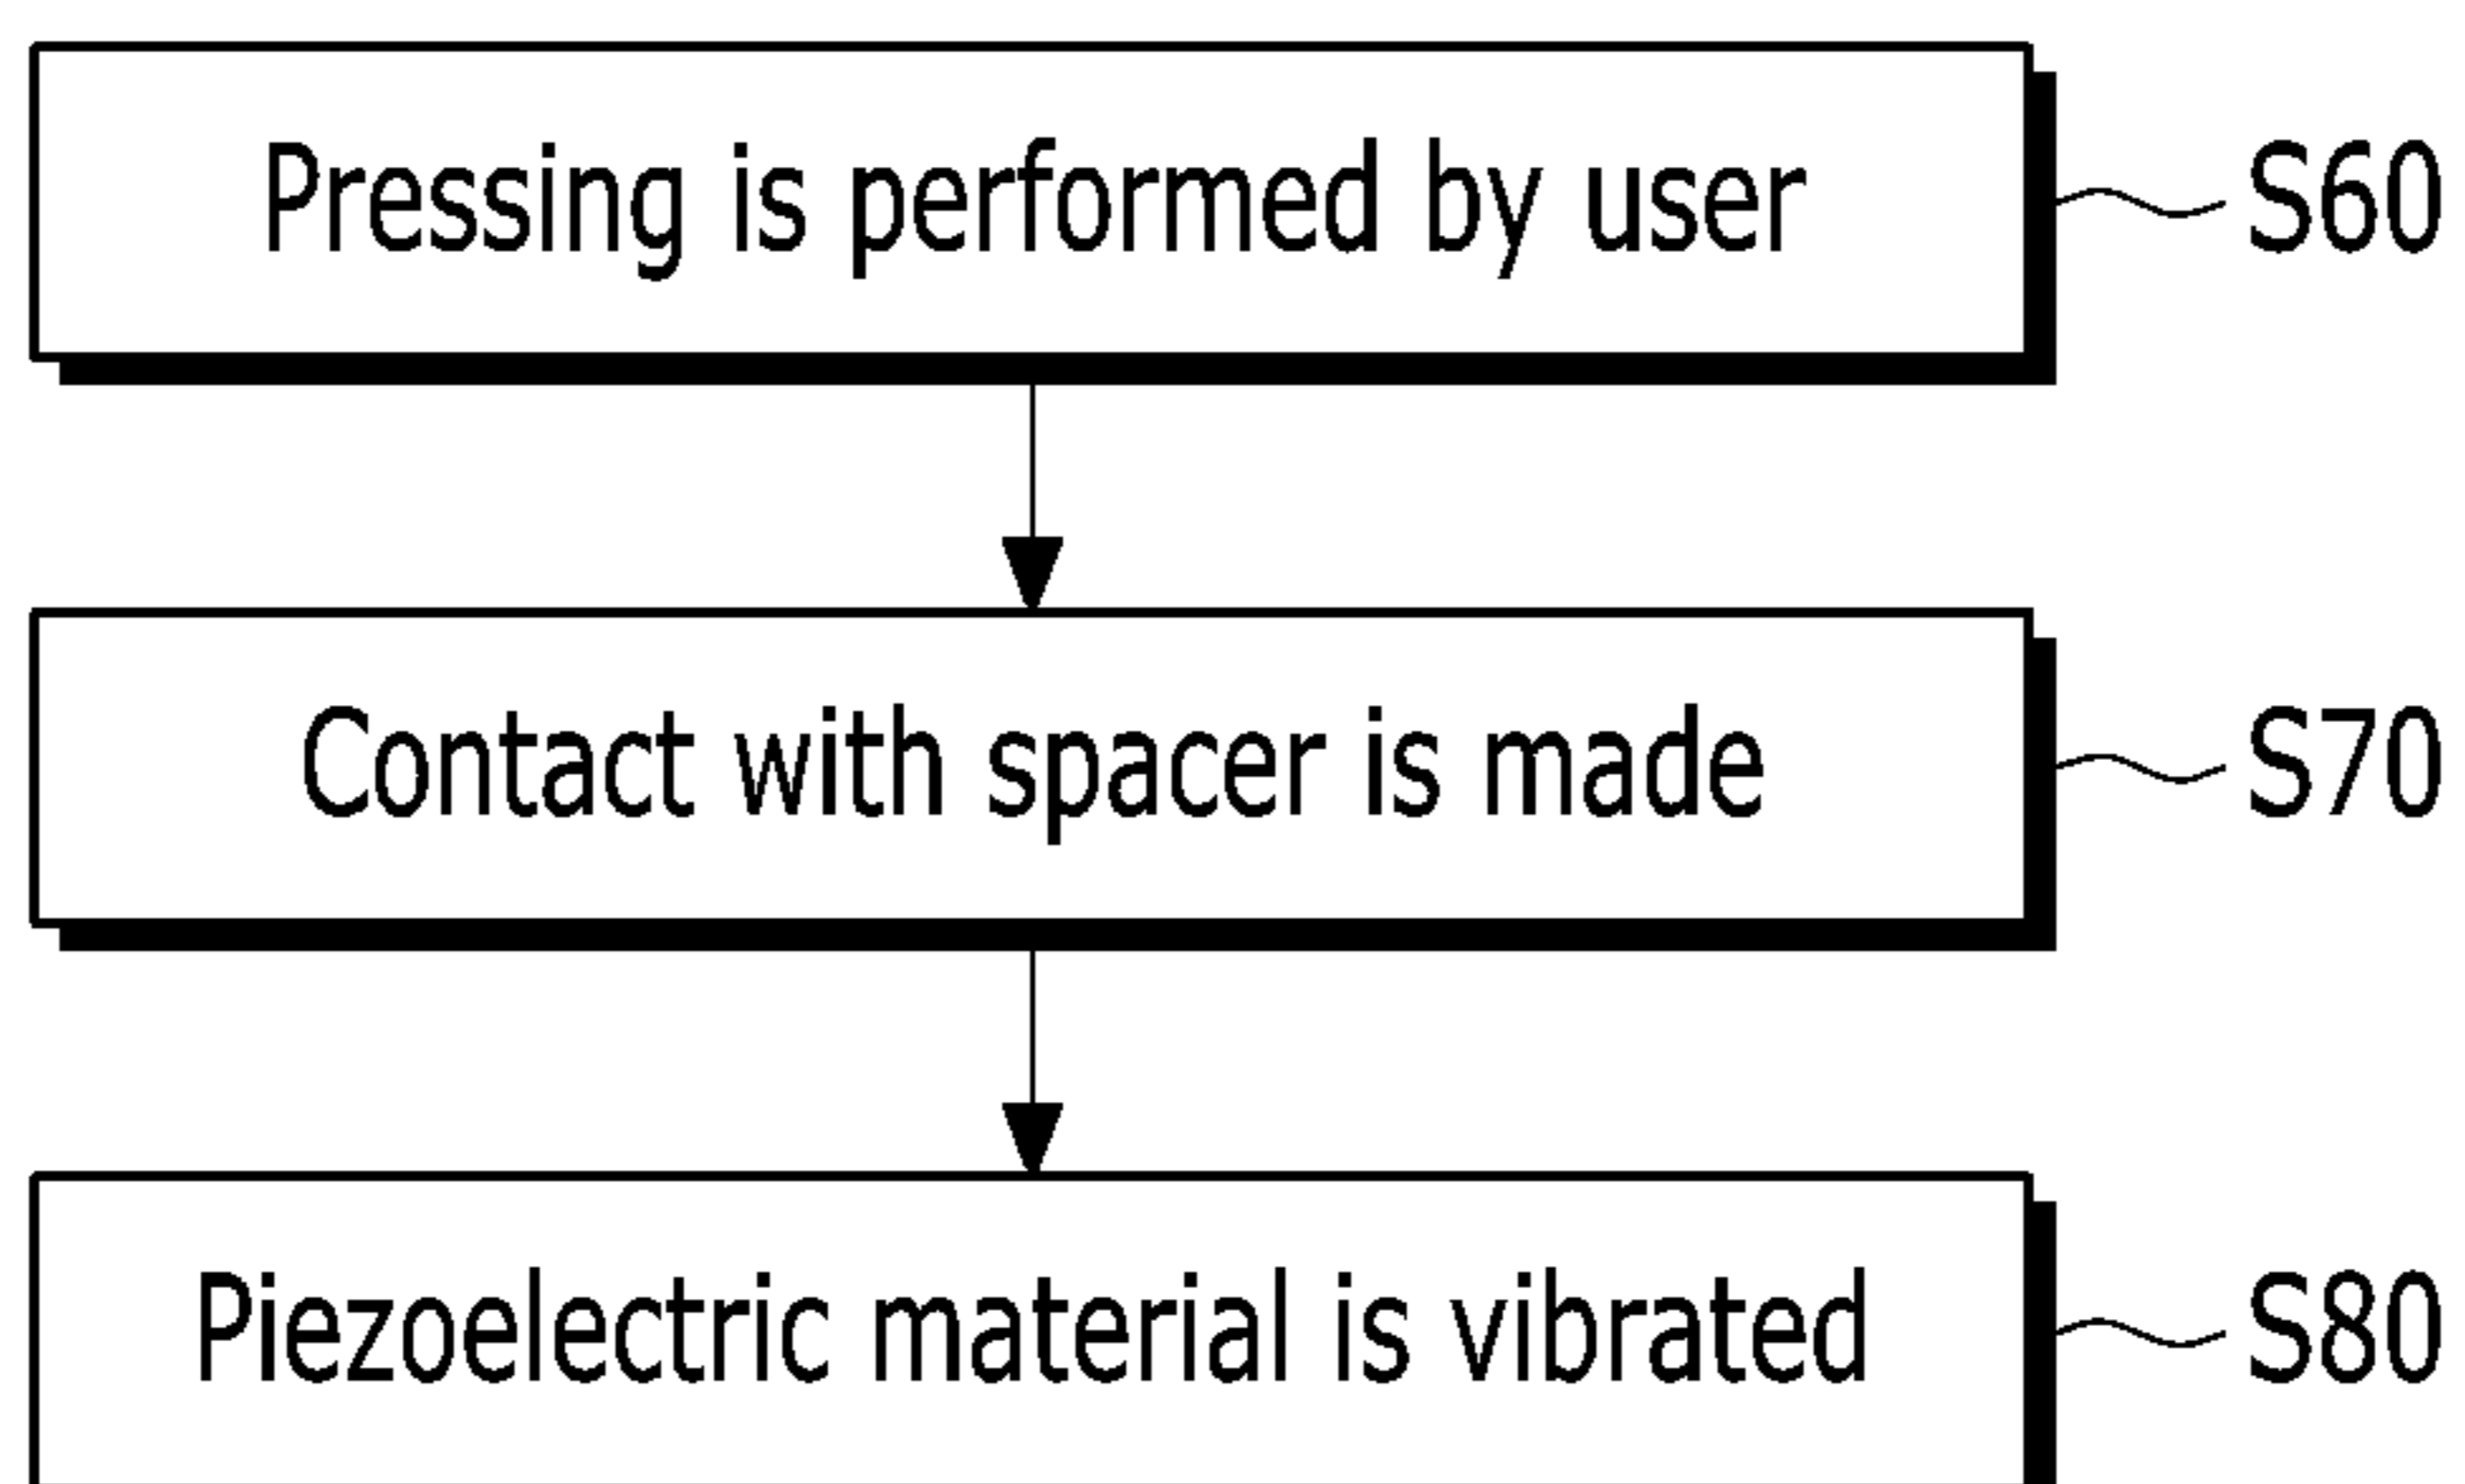 Pressing is performed by user S60
Contact with spacer is made S70
Piezoelectric material is vibrated S80